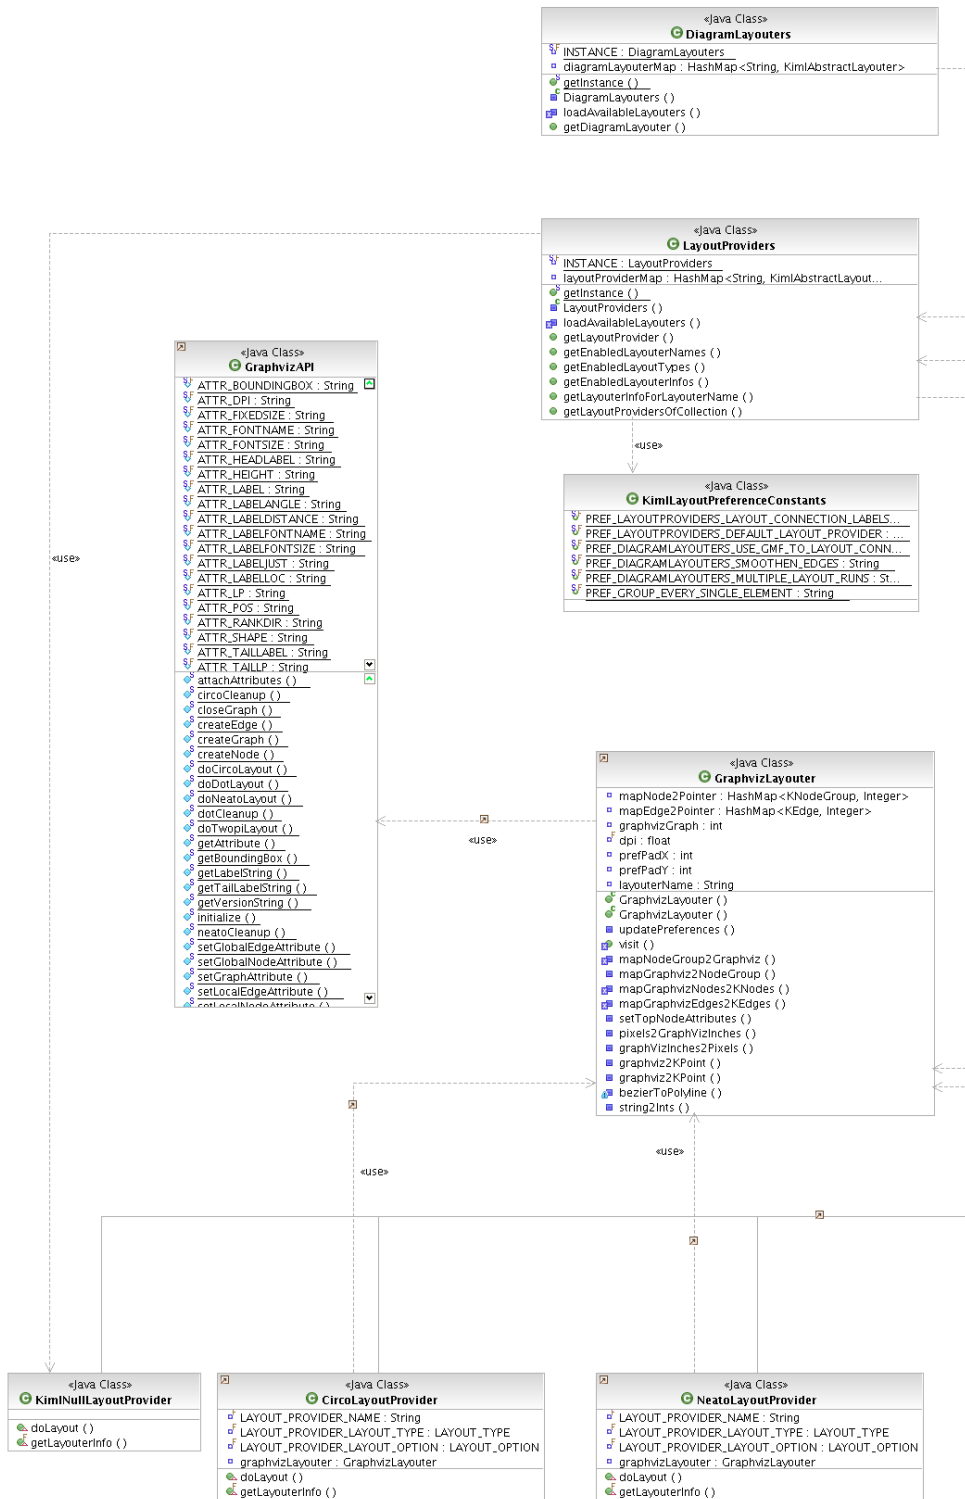 «Java Class»
DiagramLayouters
INSTANCE : DiagramLayouters
diagramLayouterMap : HashMap<String, KimlAbstractLayouter>
getInstance ( )
DiagramLayouters ( )
loadAvailableLayouters ( )
getDiagramLayouter ( )
«Java Class»
LayoutProviders
INSTANCE : LayoutProviders
layoutProviderMap : HashMap<String, KimlAbstractLayout...
getInstance ( )
LayoutProviders ( )
loadAvailableLayouters ( )
getLayoutProvider ( )
getEnabledLayouterNames ( )
getEnabledLayoutTypes ( )
getEnabledLayouterInfos ( )
getLayouterInfoForLayouterName ( )
getLayoutProvidersOfCollection ( )
«use»
«use»
«Java Class»
KimlLayoutPreferenceConstants
PREF_LAYOUTPROVIDERS_LAYOUT_CONNECTION_LABELS...
PREF_LAYOUTPROVIDERS_DEFAULT_LAYOUT_PROVIDER : ...
PREF_DIAGRAMLAYOUTERS_USE_GMF_TO_LAYOUT_CONN...
PREF_DIAGRAMLAYOUTERS_SMOOTHEN_EDGES : String
PREF_DIAGRAMLAYOUTERS_MULTIPLE_LAYOUT_RUNS : St...
PREF_GROUP_EVERY_SINGLE_ELEMENT : String
«Java Class»
GraphvizAPI
ATTR_BOUNDINGBOX : String
ATTR_DPI : String
ATTR_FIXEDSIZE : String
ATTR_FONTNAME : String
ATTR_FONTSIZE : String
ATTR_HEADLABEL : String
ATTR_HEIGHT : String
ATTR_LABEL : String
ATTR_LABELANGLE : String
ATTR_LABELDISTANCE : String
ATTR_LABELFONTNAME : String
ATTR_LABELFONTSIZE : String
ATTR_LABELJUST : String
ATTR_LABELLOC : String
ATTR_LP : String
ATTR_POS : String
ATTR_RANKDIR : String
ATTR_SHAPE : String
ATTR_TAILLABEL : String
ATTR_TAILLP : String
attachAttributes ( )
circoCleanup ( )
closeGraph ( )
createEdge ( )
createGraph ( )
createNode ( )
doCircoLayout ( )
doDotLayout ( )
doNeatoLayout ( )
dotCleanup ( )
doTwopiLayout ( )
getAttribute ( )
getBoundingBox ( )
getLabelString ( )
getTailLabelString ( )
getVersionString ( )
initialize ( )
neatoCleanup ( )
setGlobalEdgeAttribute ( )
setGlobalNodeAttribute ( )
setGraphAttribute ( )
setLocalEdgeAttribute ( )
setLocalNodeAttribute ( )
«use»
«Java Class»
GraphvizLayouter
mapNode2Pointer : HashMap<KNodeGroup, Integer>
mapEdge2Pointer : HashMap<KEdge, Integer>
graphvizGraph : int
dpi : float
prefPadX : int
prefPadY : int
layouterName : String
GraphvizLayouter ( )
GraphvizLayouter ( )
updatePreferences ( )
visit ( )
mapNodeGroup2Graphviz ( )
mapGraphviz2NodeGroup ( )
mapGraphvizNodes2KNodes ( )
mapGraphvizEdges2KEdges ( )
setTopNodeAttributes ( )
pixels2GraphVizInches ( )
graphVizInches2Pixels ( )
graphviz2KPoint ( )
graphviz2KPoint ( )
bezierToPolyline ( )
string2Ints ( )
«use»
«use»
«Java Class»
KimlNullLayoutProvider
doLayout ( )
getLayouterInfo ( )
«Java Class»
CircoLayoutProvider
LAYOUT_PROVIDER_NAME : String
LAYOUT_PROVIDER_LAYOUT_TYPE : LAYOUT_TYPE
LAYOUT_PROVIDER_LAYOUT_OPTION : LAYOUT_OPTION
graphvizLayouter : GraphvizLayouter
doLayout ( )
getLayouterInfo ( )
«Java Class»
NeatoLayoutProvider
LAYOUT_PROVIDER_NAME : String
LAYOUT_PROVIDER_LAYOUT_TYPE : LAYOUT_TYPE
LAYOUT_PROVIDER_LAYOUT_OPTION : LAYOUT_OPTION
graphvizLayouter : GraphvizLayouter
doLayout ( )
getLayouterInfo ( )